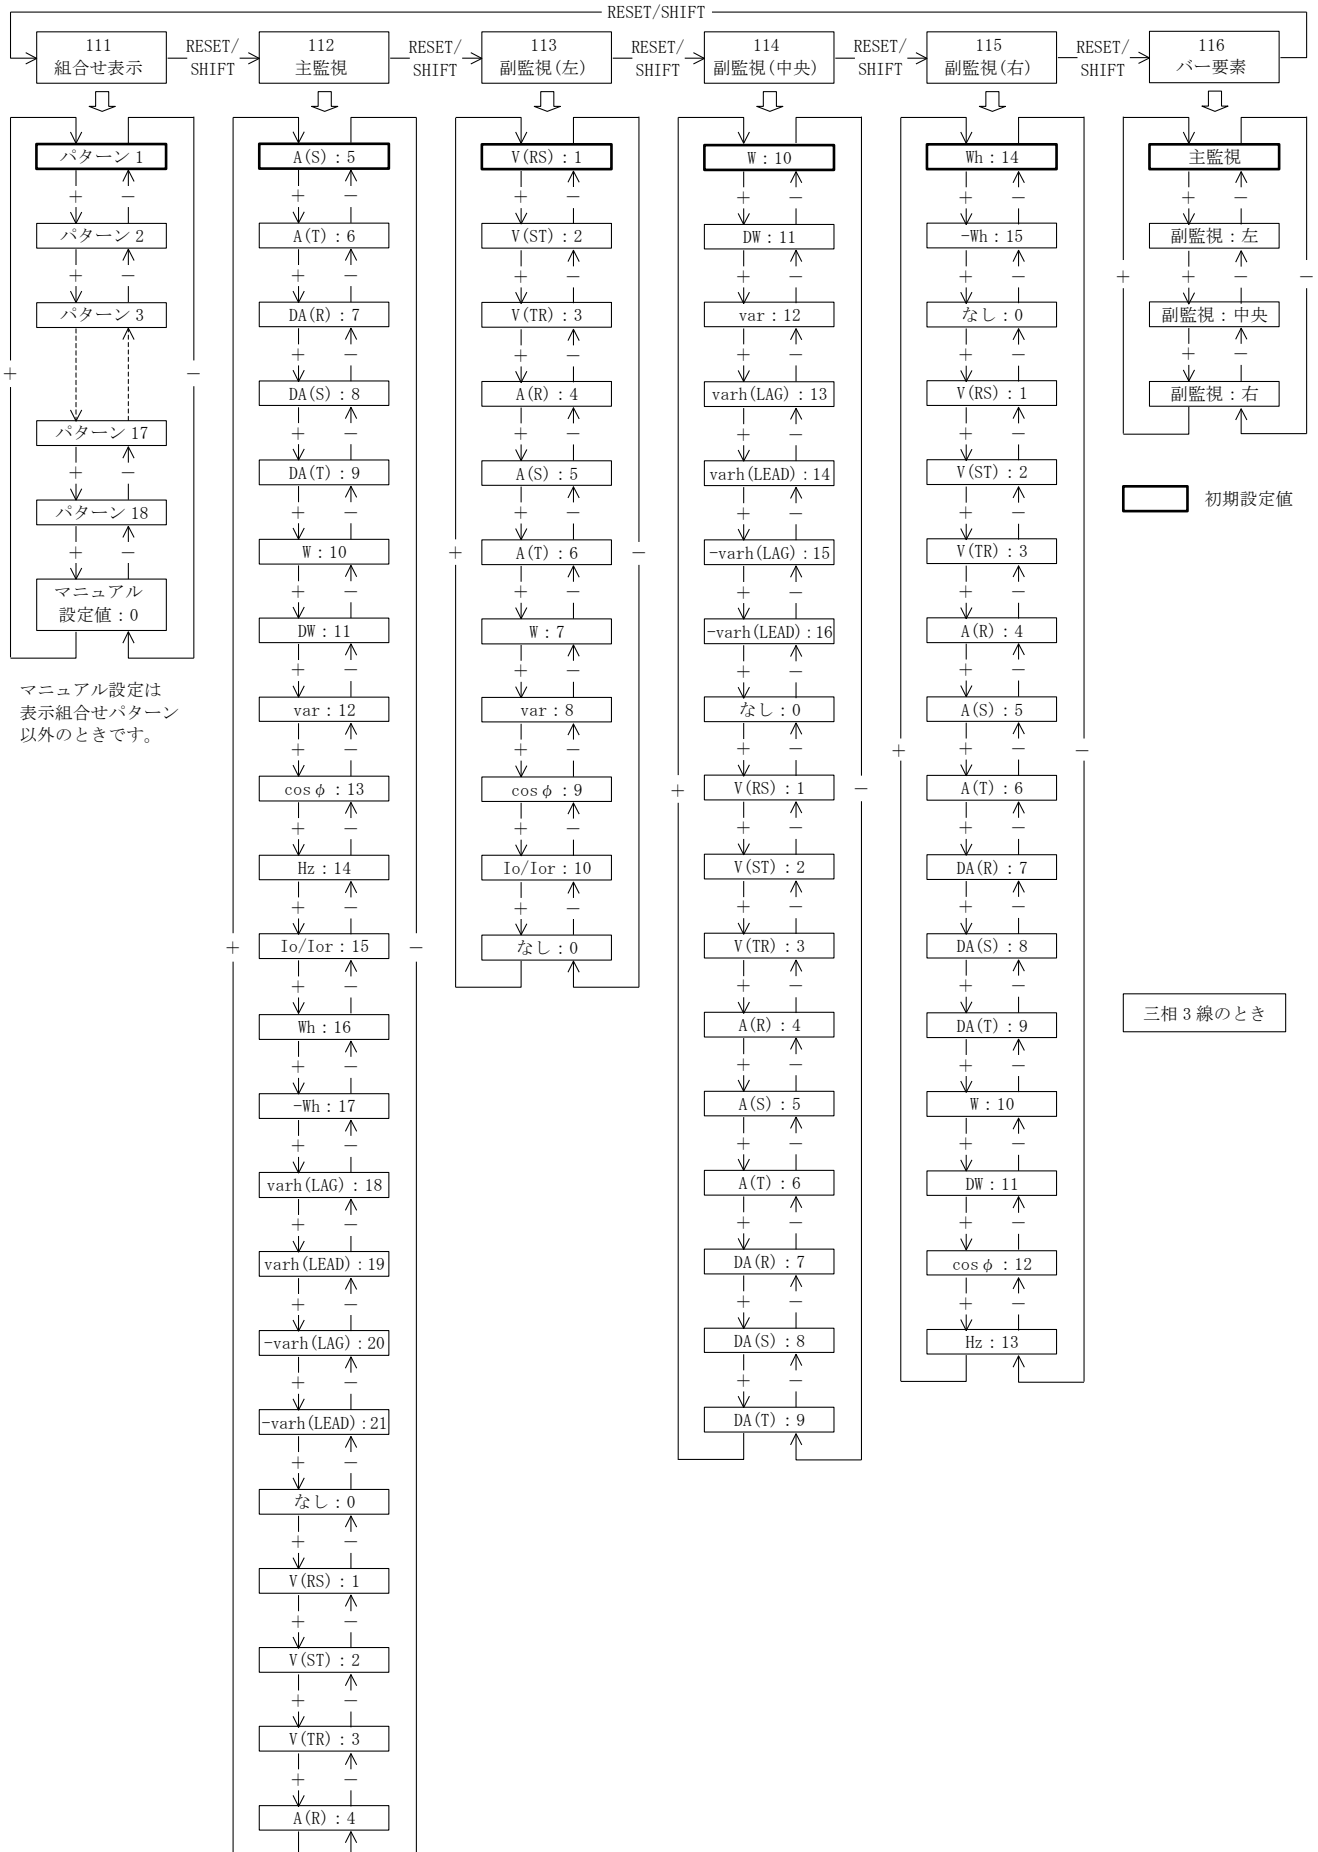 RESET/SHIFT
111
組合せ表示
RESET/
SHIFT
112
主監視
RESET/
SHIFT
113
副監視(左)
RESET/
SHIFT
114
副監視(中央)
RESET/
SHIFT
115
副監視(右)
RESET/
SHIFT
116
バー要素
パターン 1
+ −
パターン 2
+ −
パターン 3
+ −
パターン 17
+ −
パターン 18
+ −
マニュアル
設定値：0
マニュアル設定は
表示組合せパターン
以外のときです。
A(S)：5
+ −
A(T)：6
+ −
DA(R)：7
+ −
DA(S)：8
+ −
DA(T)：9
+ −
W：10
+ −
DW：11
+ −
var：12
+ −
cosφ：13
+ −
Hz：14
+ −
+ Io/Ior：15 −
+ −
Wh：16
+ −
-Wh：17
+ −
varh(LAG)：18
+ −
varh(LEAD)：19
+ −
-varh(LAG)：20
+ −
-varh(LEAD)：21
+ −
なし：0
+ −
V(RS)：1
+ −
V(ST)：2
+ −
V(TR)：3
+ −
A(R)：4
V(RS)：1
+ −
V(ST)：2
+ −
V(TR)：3
+ −
A(R)：4
+ −
A(S)：5
+ −
+ A(T)：6 −
+ −
W：7
+ −
var：8
+ −
cosφ：9
+ −
Io/Ior：10
+ −
なし：0
W：10
+ −
DW：11
+ −
var：12
+ −
varh(LAG)：13
+ −
varh(LEAD)：14
+ −
-varh(LAG)：15
+ −
-varh(LEAD)：16
+ −
なし：0
+ −
+ V(RS)：1 −
+ −
V(ST)：2
+ −
V(TR)：3
+ −
A(R)：4
+ −
A(S)：5
+ −
A(T)：6
+ −
DA(R)：7
+ −
DA(S)：8
+ −
DA(T)：9
Wh：14
+ −
-Wh：15
+ −
なし：0
+ −
V(RS)：1
+ −
V(ST)：2
+ −
V(TR)：3
+ −
A(R)：4
+ −
A(S)：5
+ + − −
A(T)：6
+ −
DA(R)：7
+ −
DA(S)：8
+ −
DA(T)：9
+ −
W：10
+ −
DW：11
+ −
cosφ：12
+ −
Hz：13
主監視
+ −
副監視：左
+ + − −
副監視：中央
+ −
副監視：右
初期設定値
三相 3 線のとき